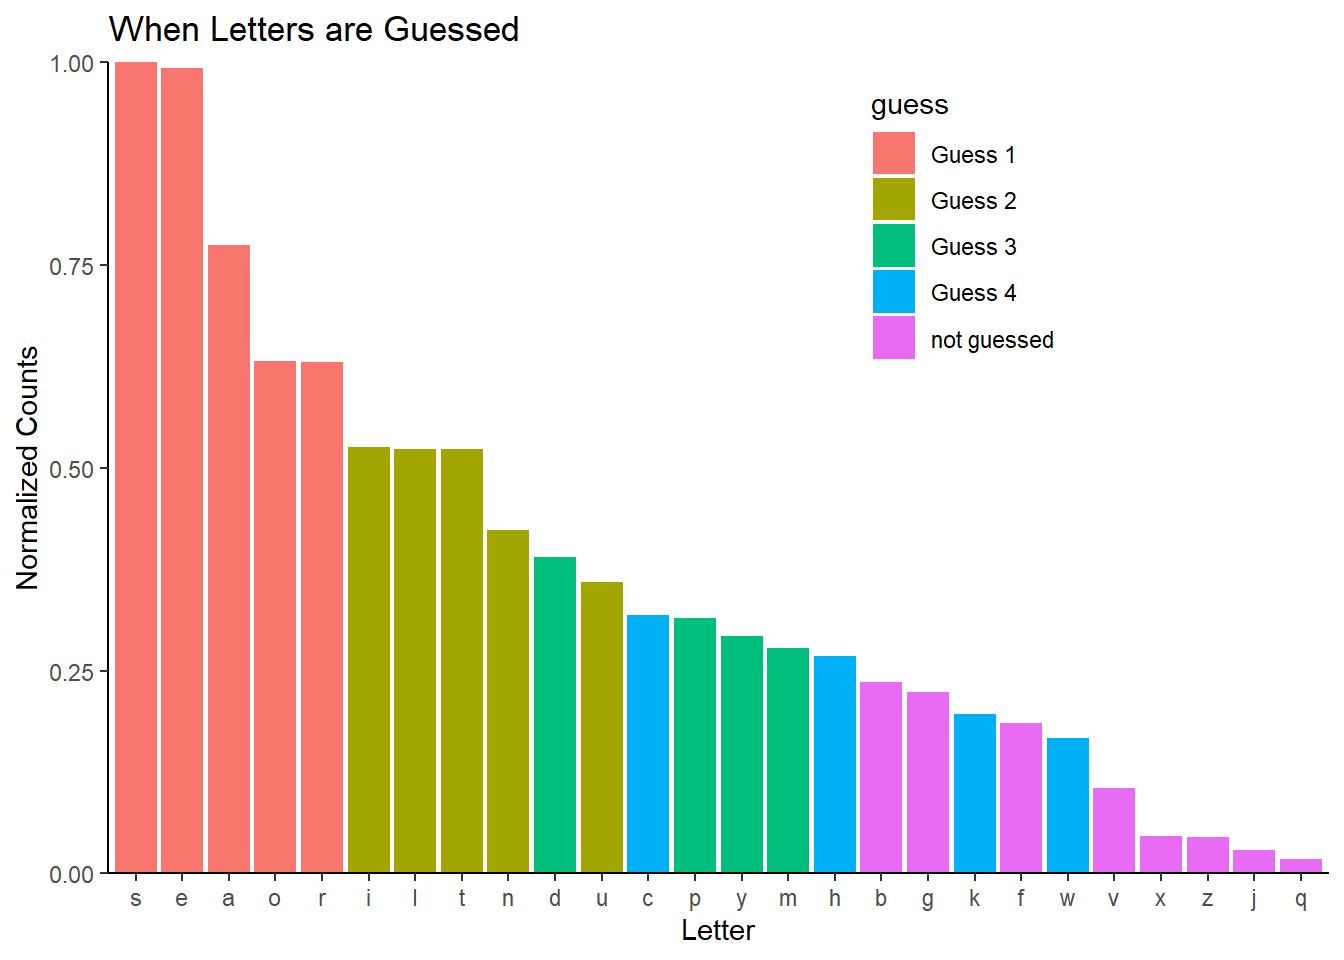 When Letters are Guessed
1.00
0.75
0.50
0.25
0.00
Normalized Counts
guess
Guess 1
Guess 2
Guess 3
Guess 4
not guessed
s e a o r i l t n d u c p y m h b g k f w v x z j q
Letter